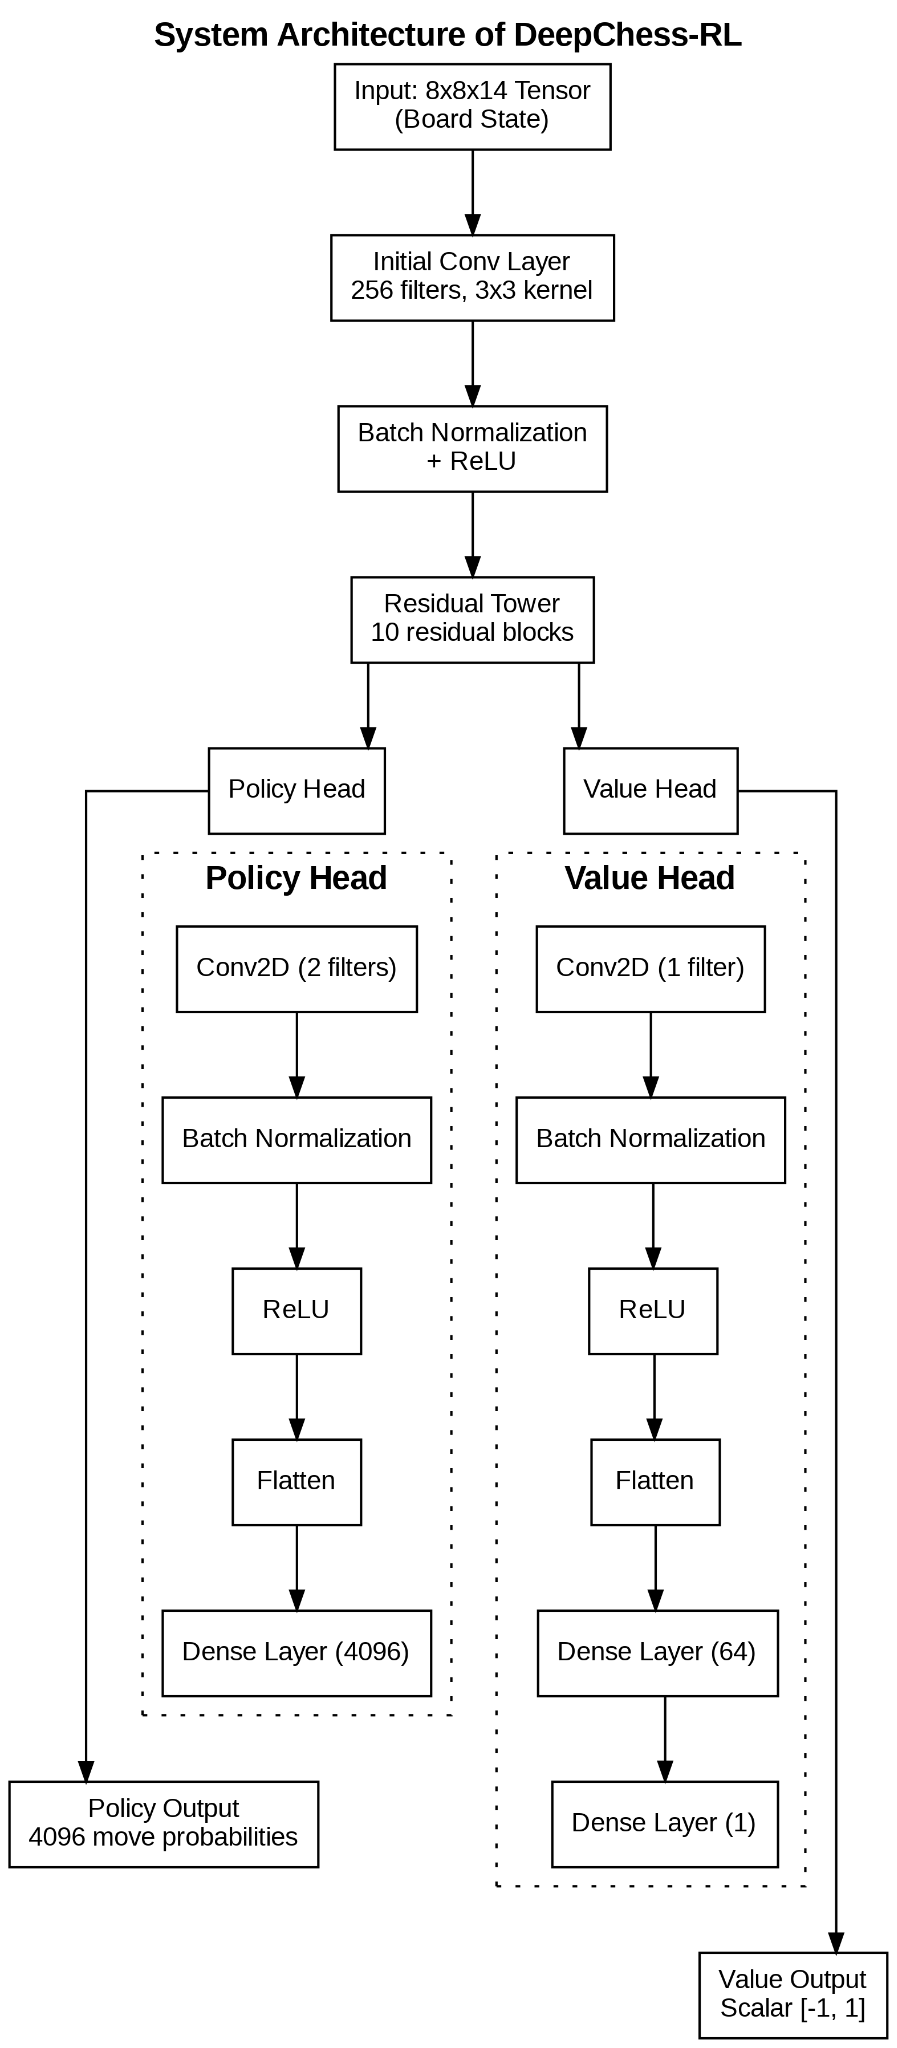 System Architecture of DeepChess-RL
Input: 8x8x14 Tensor
(Board State)
Initial Conv Layer
256 filters, 3x3 kernel
Batch Normalization
+ ReLU
Residual Tower
10 residual blocks
Policy Head
Value Head
Policy Head
Conv2D (2 filters)
Batch Normalization
ReLU
Flatten
Dense Layer (4096)
Policy Output
4096 move probabilities
Value Head
Conv2D (1 filter)
Batch Normalization
ReLU
Flatten
Dense Layer (64)
Dense Layer (1)
Value Output
Scalar [-1, 1]